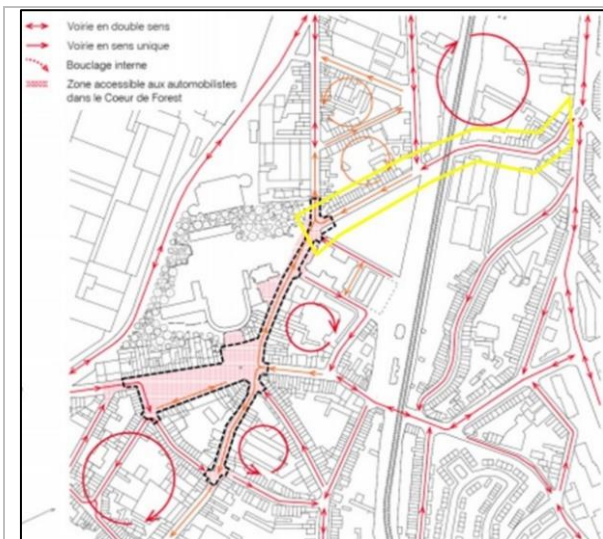 Voirie en double sens
Voirie en sens unique
Bouclage interne
Zone accessible aux automobilistes
dans le Coeur de Forest